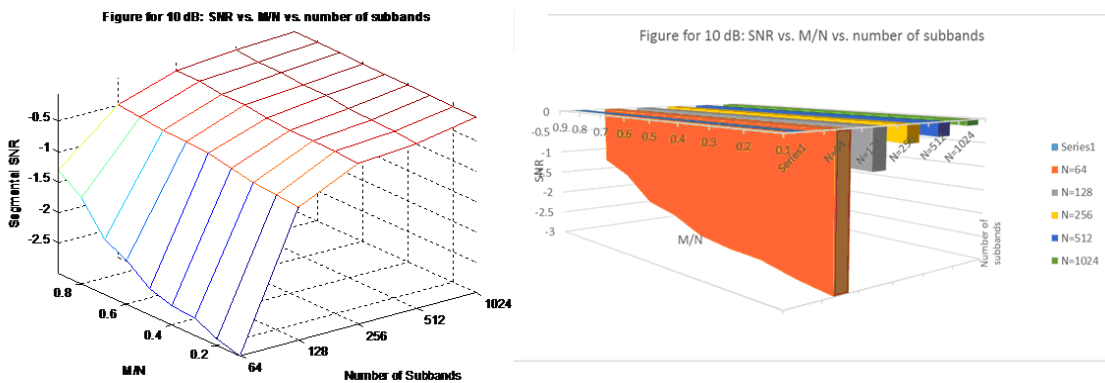 Figure for 10 dB: SNR vs. M/N vs. number of subbands
-0.5
-1
-1.5
-2
-2.5
Segmental SNR
0.8
0.6
0.4
0.2
M/N
64
128
256
512
1024
Number of Subbands
Figure for 10 dB: SNR vs. M/N vs. number of subbands
0
-0.5
-1
-1.5
-2
-2.5
-3
SNR
0.9
0.8
0.7
0.6
0.5
0.4
0.3
0.2
0.1
M/N
Series1
N=512
N=1024
Number of
subbands
Series1
N=64
N=128
N=256
N=512
N=1024